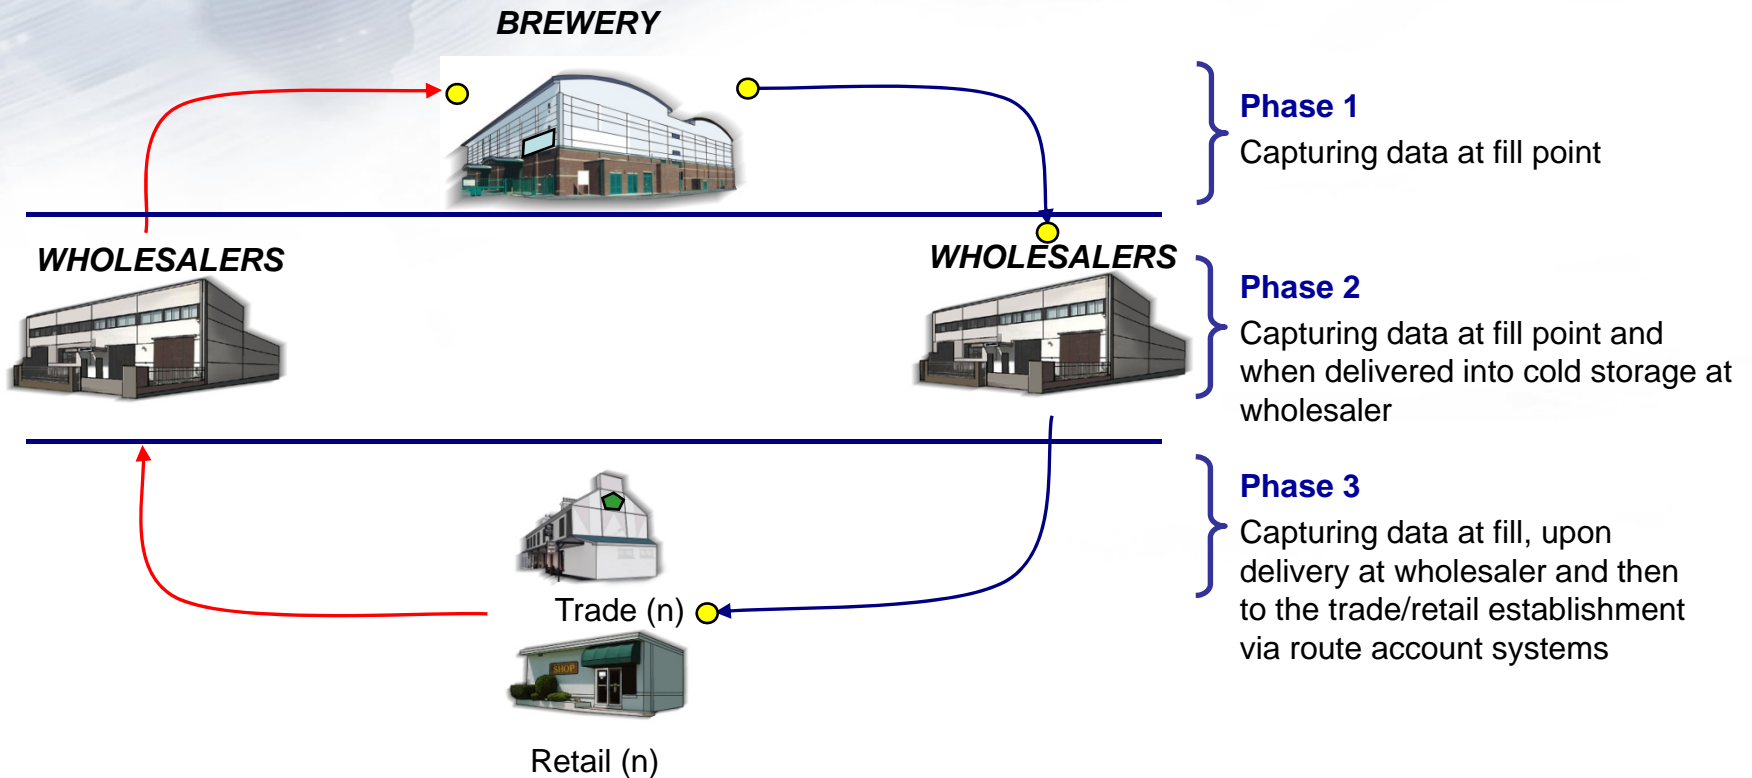 BREWERY
Phase 1
Capturing data at fill point
WHOLESALERS
WHOLESALERS
Phase 2
Capturing data at fill point and
when delivered into cold storage at
wholesaler
Phase 3
Capturing data at fill, upon
delivery at wholesaler and then
to the trade/retail establishment
via route account systems
Trade (n)
SHOP
Retail (n)